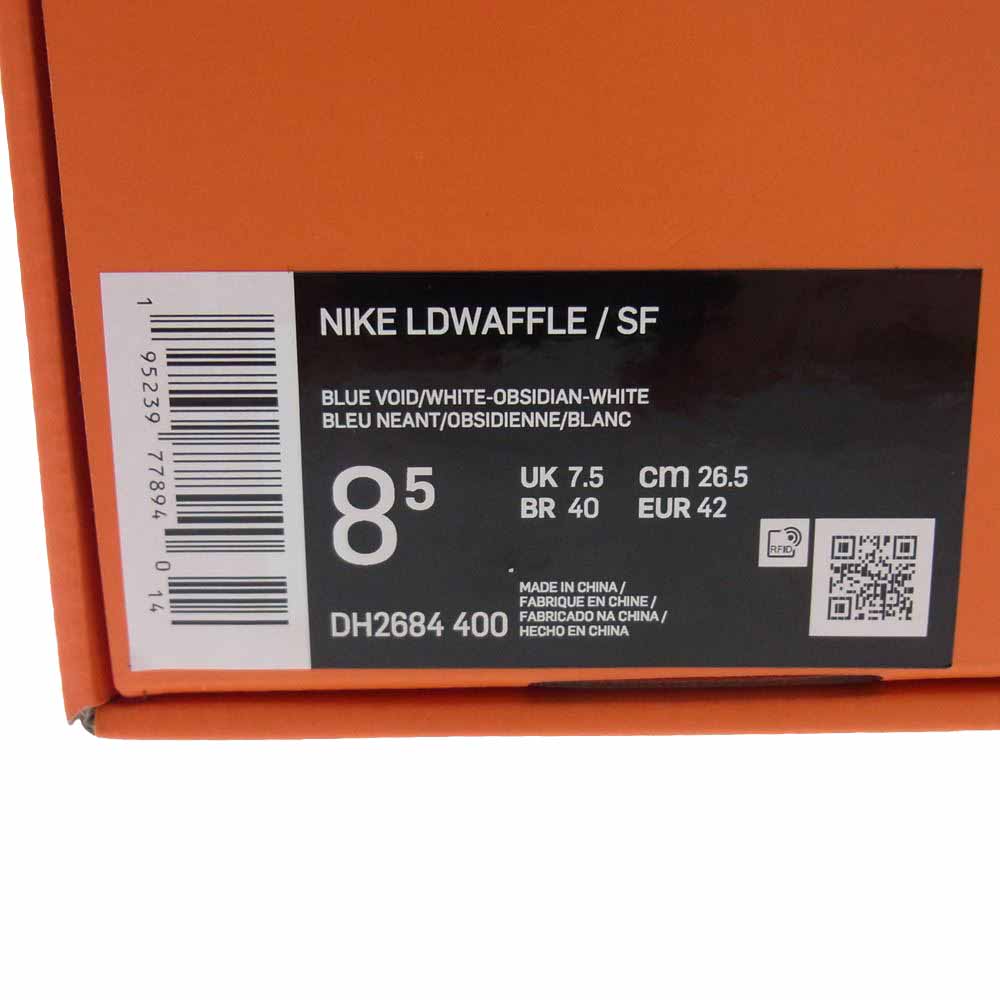 NIKE LDWAFFLE / SF
BLUE VOID/WHITE-OBSIDIAN-WHITE
BLEU NEANT/OBSIDIENNE/BLANC
8 5
UK 7.5 cm 26.5
BR 40 EUR 42
RFID
DH2684 400
MADE IN CHINA /
FABRIQUE EN CHINE /
FABRICADO NA CHINA /
HECHO EN CHINA
1 95239 77894 0 14